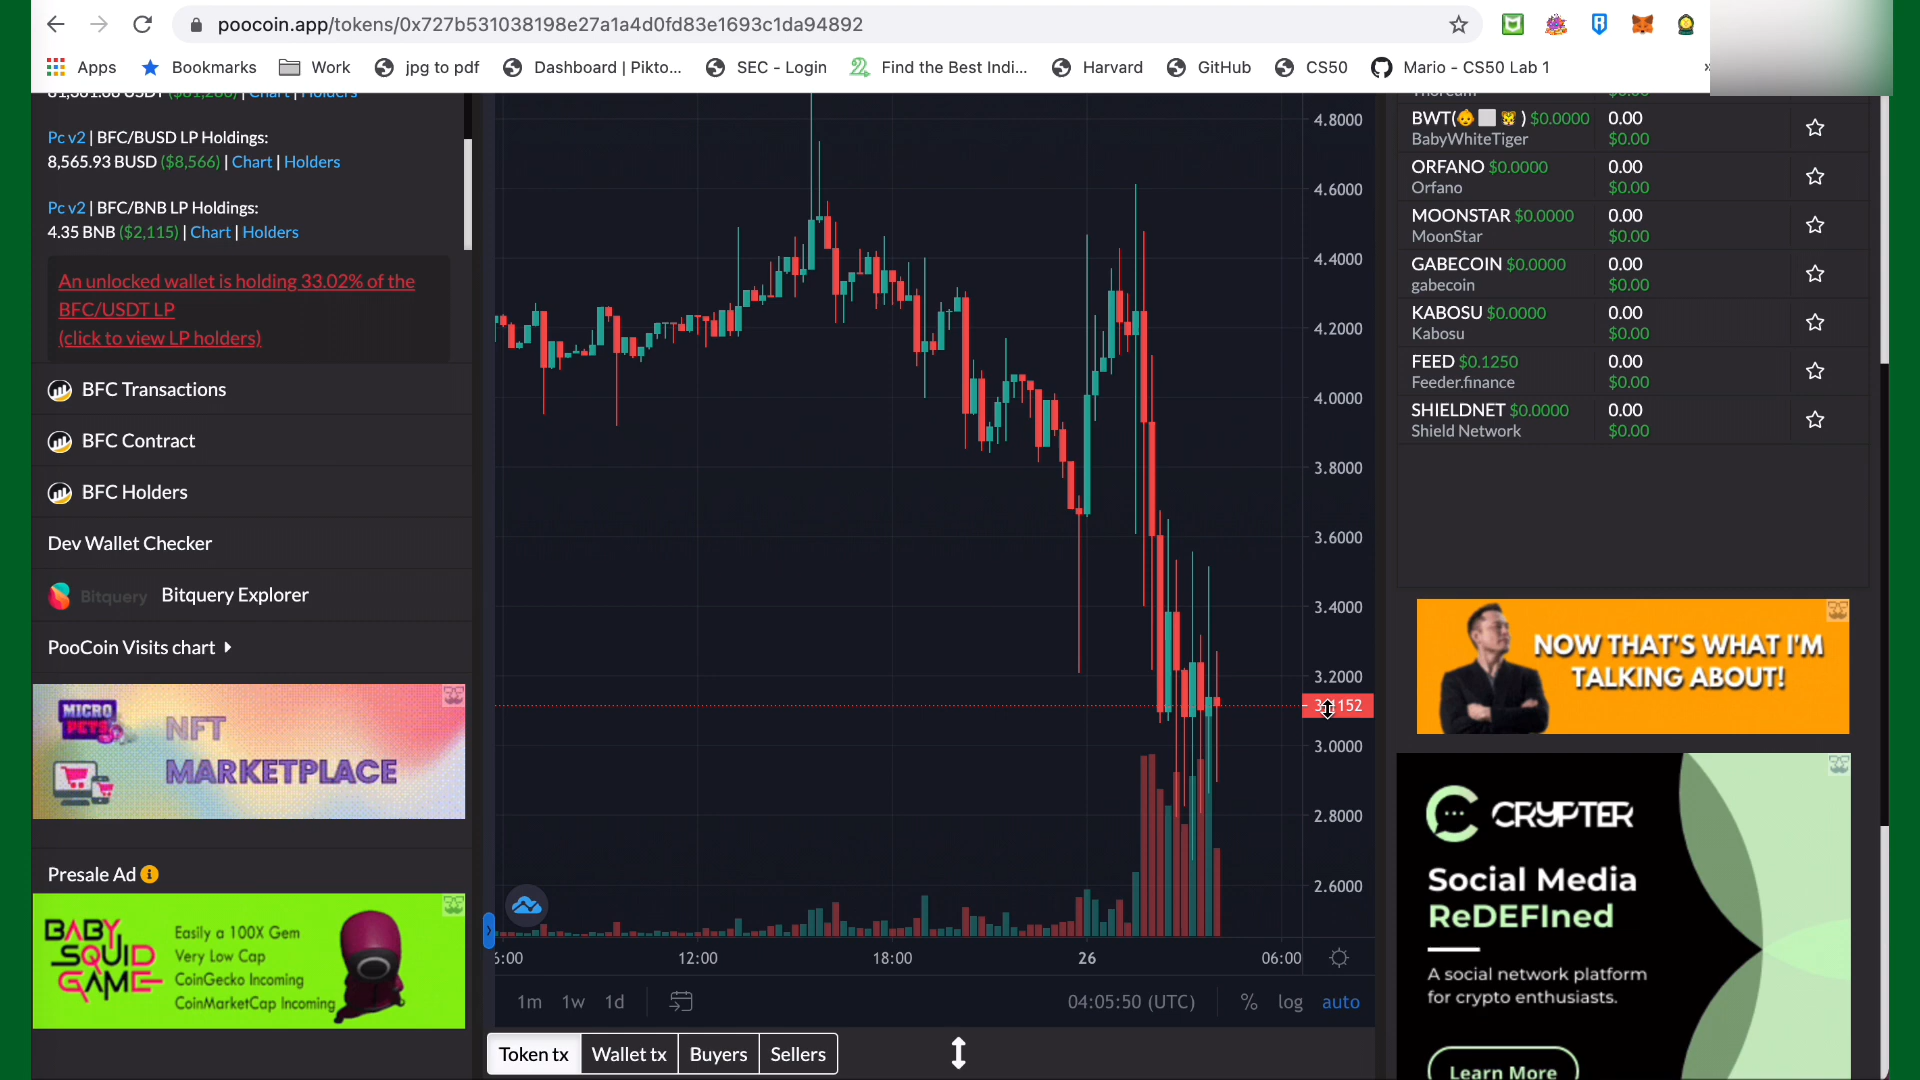 poocoin.app/tokens/0x727b531038198e27a1a4d0fd83e1693c1da94892
Apps
Bookmarks
Work
jpg to pdf
Dashboard | Pikto...
SEC - Login
Find the Best Indi...
Harvard
GitHub
CS50
Mario - CS50 Lab 1
»
Pc v2 | BFC/BUSD LP Holdings:
8,565.93 BUSD ($8,566) | Chart | Holders
Pc v2 | BFC/BNB LP Holdings:
4.35 BNB ($2,115) | Chart | Holders
An unlocked wallet is holding 33.02% of the
BFC/USDT LP
(click to view LP holders)
BFC Transactions
BFC Contract
BFC Holders
Dev Wallet Checker
Bitquery Bitquery Explorer
PooCoin Visits chart
MICRO
PETS
NFT
MARKETPLACE
Presale Ad
BABY
SQUID
GAME
Easily a 100X Gem
Very Low Cap
CoinGecko Incoming
CoinMarketCap Incoming
4.8000
4.6000
4.4000
4.2000
4.0000
3.8000
3.6000
3.4000
3.2000
3.0000
2.8000
2.6000
12:00
18:00
26
06:00
1m 1w 1d
04:05:50 (UTC)
% log auto
Token tx
Wallet tx
Buyers
Sellers
BWT( ) $0.0000 0.00
BabyWhiteTiger $0.00
ORFANO $0.0000 0.00
Orfano $0.00
MOONSTAR $0.0000 0.00
MoonStar $0.00
GABECOIN $0.0000 0.00
gabecoin $0.00
KABOSU $0.0000 0.00
Kabosu $0.00
FEED $0.1250 0.00
Feeder.finance $0.00
SHIELDNET $0.0000 0.00
Shield Network $0.00
NOW THAT'S WHAT I'M
TALKING ABOUT!
CRYPTER
Social Media
ReDEFIned
A social network platform
for crypto enthusiasts.
Learn More